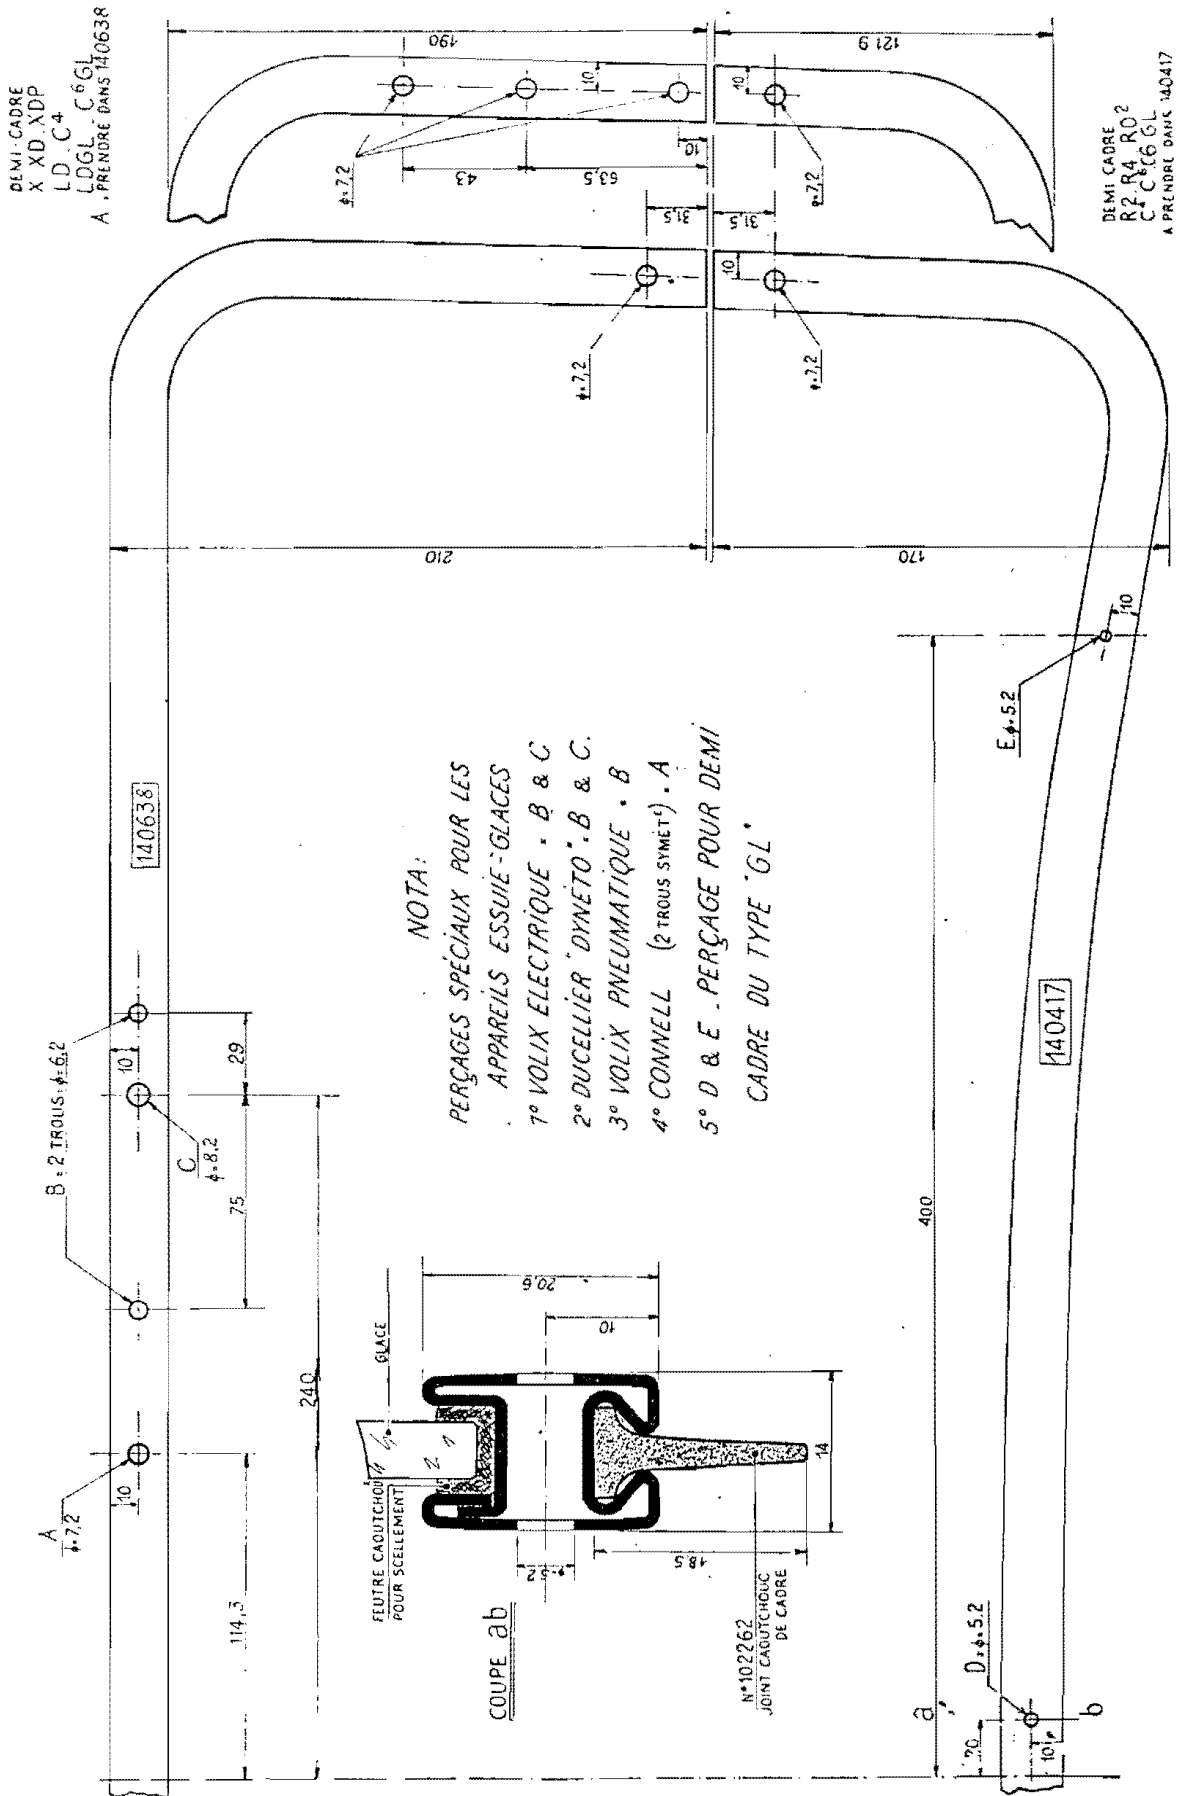 DEMI-CADRE
X XD XDP
LD. C4
LDGL - C6GL
A. PRENDRE DANS 140638
190
10
43
63,5
10
ϕ=7,2
31,5
ϕ=7,2
210
121,9
10
ϕ=7,2
31,5
10
ϕ=7,2
170
DEMI CADRE
R2.R4 RO2
C4 C6 C6 GL
A PRENDRE DANS 140417
140638
B = 2 TROUS: ϕ=6,2
10
29
C
ϕ=8,2
75
240
A
ϕ=7,2
10
114,3
NOTA:
PERÇAGES SPÉCIAUX POUR LES
APPAREILS ESSUIE-GLACES
1° VOLIX ELECTRIQUE = B & C
2° DUCELLIER "DYNÉTO" = B & C.
3° VOLIX PNEUMATIQUE = B
4° CONNELL (2 TROUS SYMÉTs) = A
5° D & E. PERÇAGE POUR DEMI
CADRE DU TYPE "GL"
GLACE
FEUTRE CAOUTCHOU
POUR SCELLEMENT
20,6
10
14
18,5
ϕ=5,2
COUPE ab
N°102262
JOINT CAOUTCHOUC
DE CADRE
E ϕ=5.2
10
400
140417
D=ϕ=5.2
a
b
20
10